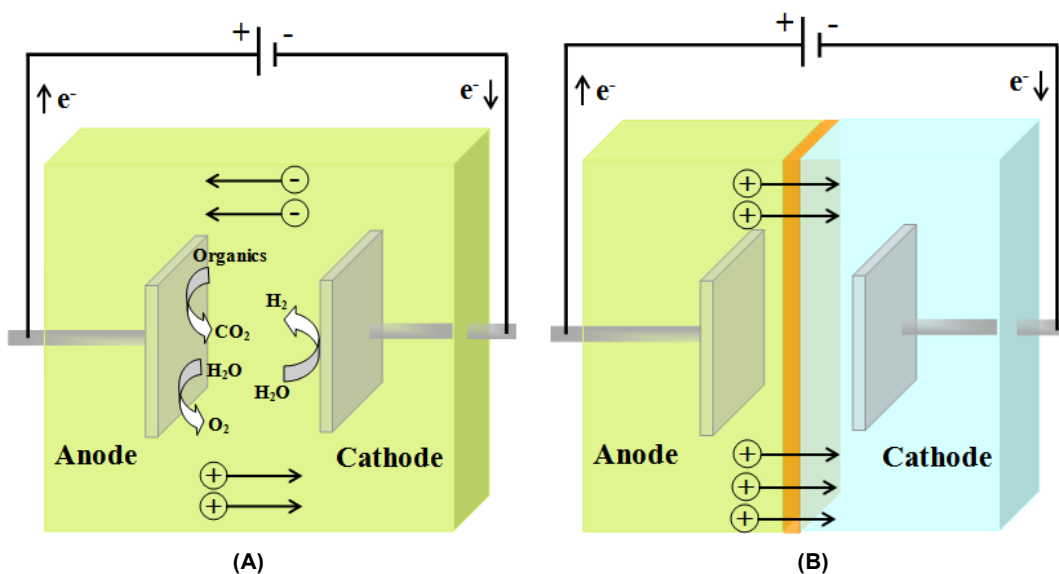 + -
e⁻ e⁻
Organics
CO₂
H₂O
O₂
H₂
H₂O
Anode Cathode
- 
-
+
+
(A)
+ -
e⁻ e⁻
+
+
Anode Cathode
+
+
+
(B)